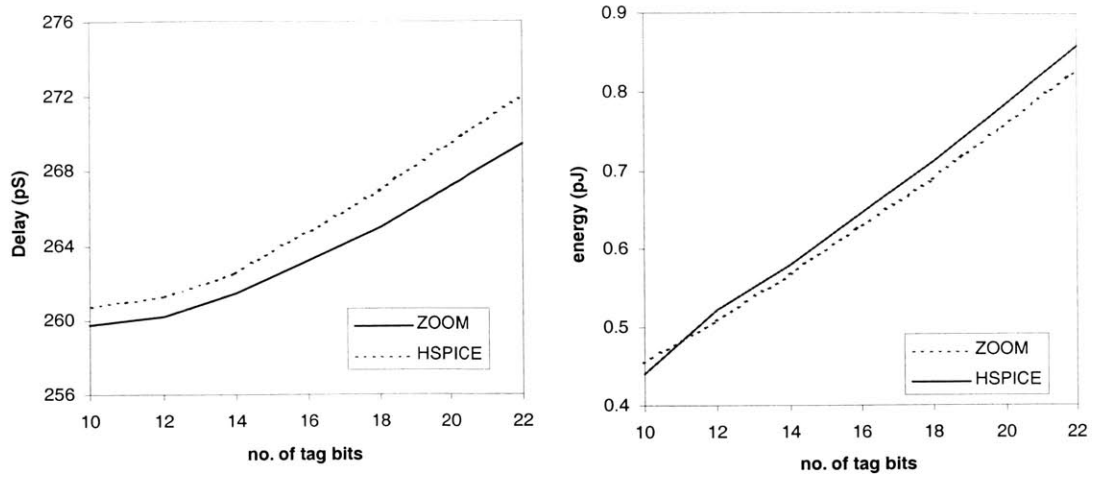 276
272
268
264
260
256
Delay (pS)
10 12 14 16 18 20 22
no. of tag bits
ZOOM
HSPICE
0.9
0.8
0.7
0.6
0.5
0.4
energy (pJ)
10 12 14 16 18 20 22
no. of tag bits
ZOOM
HSPICE